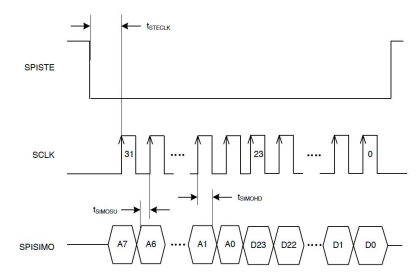 tSTECLK
SPISTE
SCLK 31 23 0
tSIMOSU tSIMOHD
SPISIMO A7 A6 A1 A0 D23 D22 D1 D0